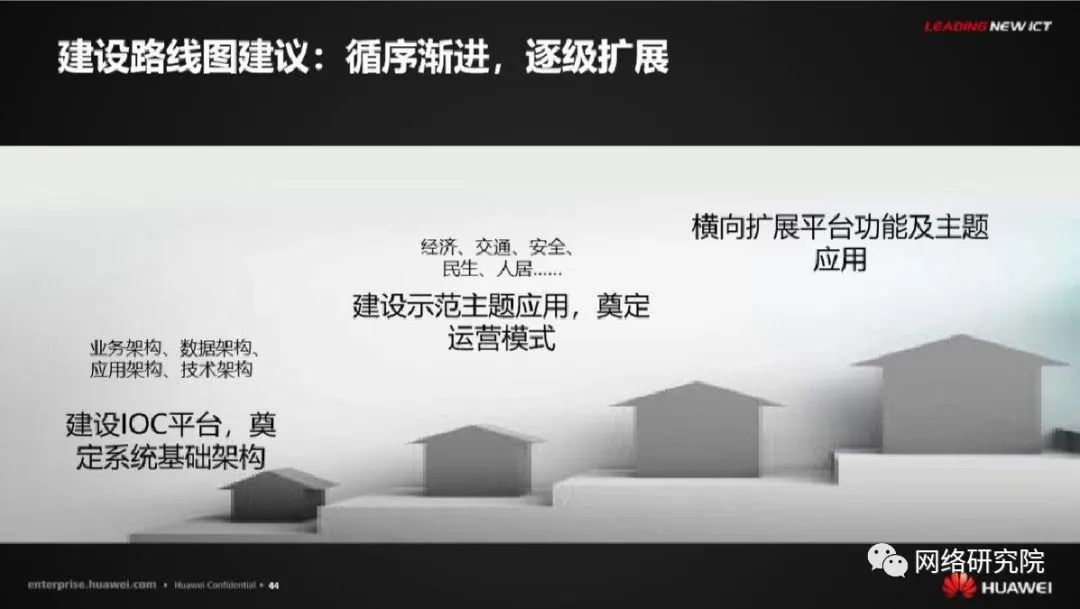 LEADING NEW ICT
建设路线图建议：循序渐进，逐级扩展
横向扩展平台功能及主题
应用
经济、交通、安全、
民生、人居......
建设示范主题应用，奠定
运营模式
业务架构、数据架构、
应用架构、技术架构
建设IOC平台，奠
定系统基础架构
enterprise.huawei.com • Huawei Confidential • 44
网络研究院
HUAWEI